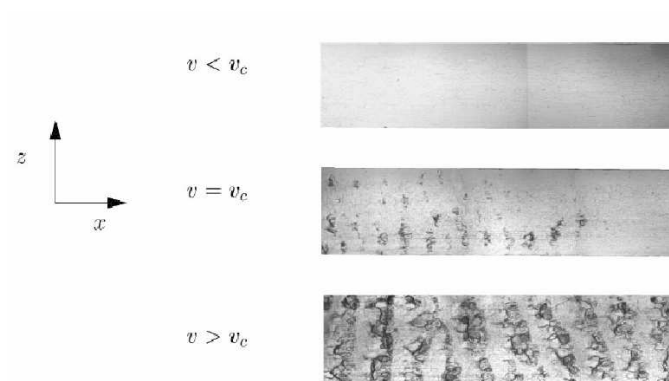 v < v_c
z
v = v_c
x
v > v_c